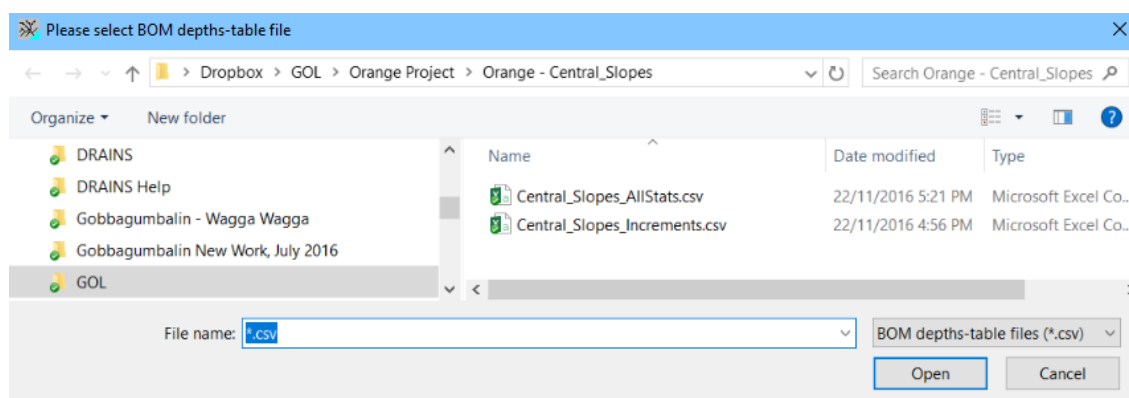 Please select BOM depths-table file
> Dropbox > GOL > Orange Project > Orange - Central_Slopes
Search Orange - Central_Slopes
Organize
New folder
Name
Date modified
Type
DRAINS
DRAINS Help
Gobbagumbalin - Wagga Wagga
Gobbagumbalin New Work, July 2016
GOL
Central_Slopes_AllStats.csv 22/11/2016 5:21 PM Microsoft Excel Co..
Central_Slopes_Increments.csv 22/11/2016 4:56 PM Microsoft Excel Co..
File name: *.csv
BOM depths-table files (*.csv)
Open
Cancel